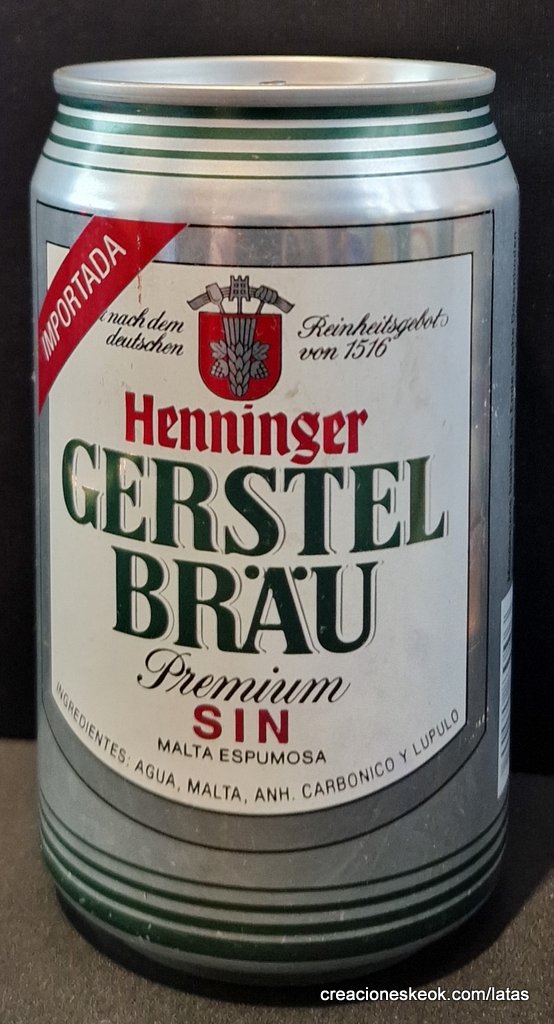 IMPORTADA
nach dem
deutschen
Reinheitsgebot
von 1516
Henninger
GERSTEL
BRÄU
Premium
SIN
MALTA ESPUMOSA
INGREDIENTES: AGUA, MALTA, ANH. CARBONICO Y LUPULO
creacioneskeok.com/latas